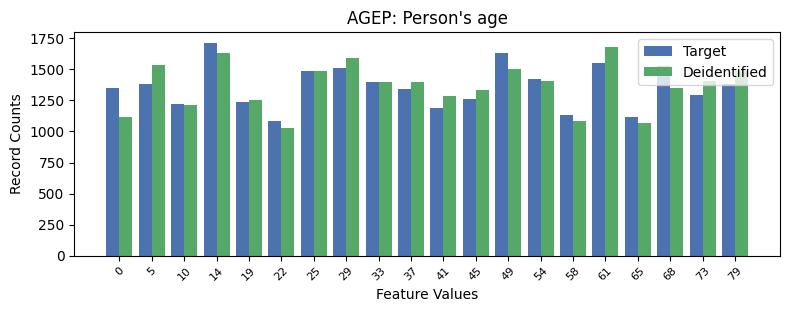 AGEP: Person's age
Record Counts
1750
1500
1250
1000
750
500
250
0
Target
Deidentified
0 5 10 14 19 22 25 29 33 37 41 45 49 54 58 61 65 68 73 79
Feature Values